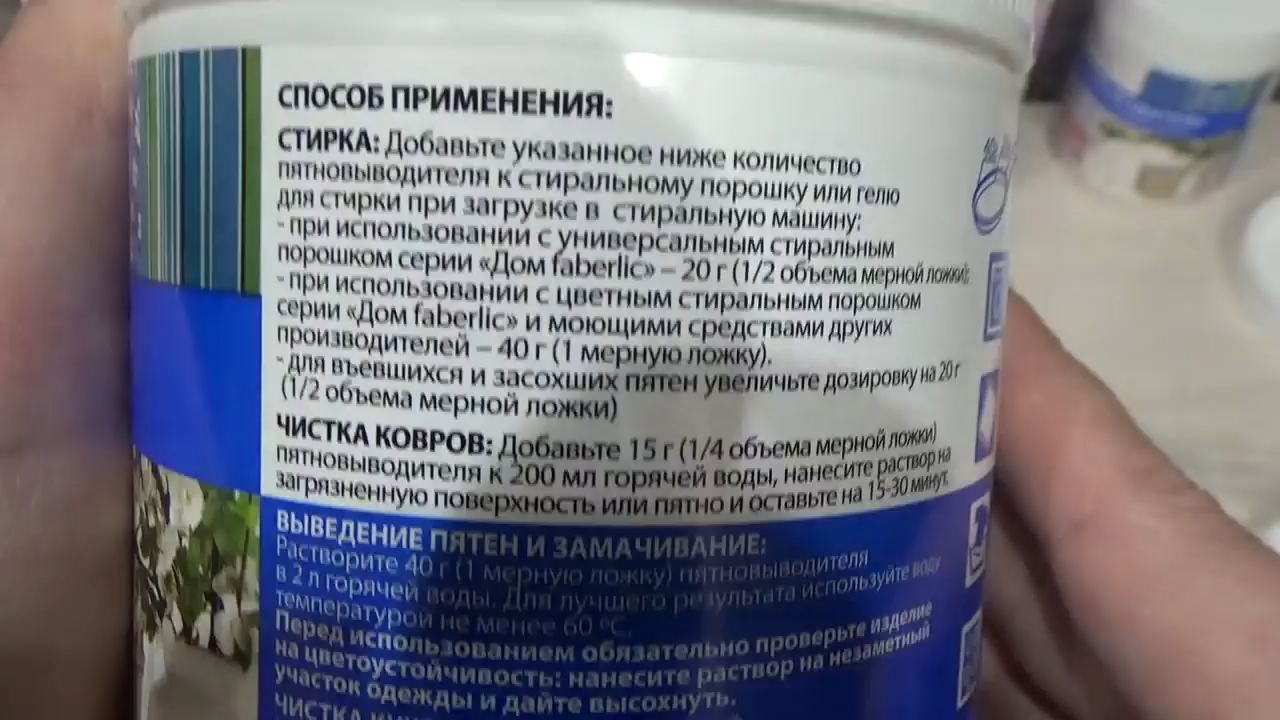 СПОСОБ ПРИМЕНЕНИЯ:
СТИРКА: Добавьте указанное ниже количество
пятновыводителя к стиральному порошку или гелю
для стирки при загрузке в стиральную машину:
- при использовании с универсальным стиральным
порошком серии «Дом faberlic» – 20 г (1/2 объема мерной ложки);
- при использовании с цветным стиральным порошком
серии «Дом faberlic» и моющими средствами других
производителей – 40 г (1 мерную ложку).
- для въевшихся и засохших пятен увеличьте дозировку на 20 г
(1/2 объема мерной ложки)
ЧИСТКА КОВРОВ: Добавьте 15 г (1/4 объема мерной ложки)
пятновыводителя к 200 мл горячей воды, нанесите раствор на
загрязненную поверхность или пятно и оставьте на 15-30 минут.
ВЫВЕДЕНИЕ ПЯТЕН И ЗАМАЧИВАНИЕ:
Растворите 40 г (1 мерную ложку) пятновыводителя
в 2 л горячей воды. Для лучшего результата используйте воду
температурой не менее 60 °С.
Перед использованием обязательно проверьте изделие
на цветоустойчивость: нанесите раствор на незаметный
участок одежды и дайте высохнуть.
ЧИСТКА